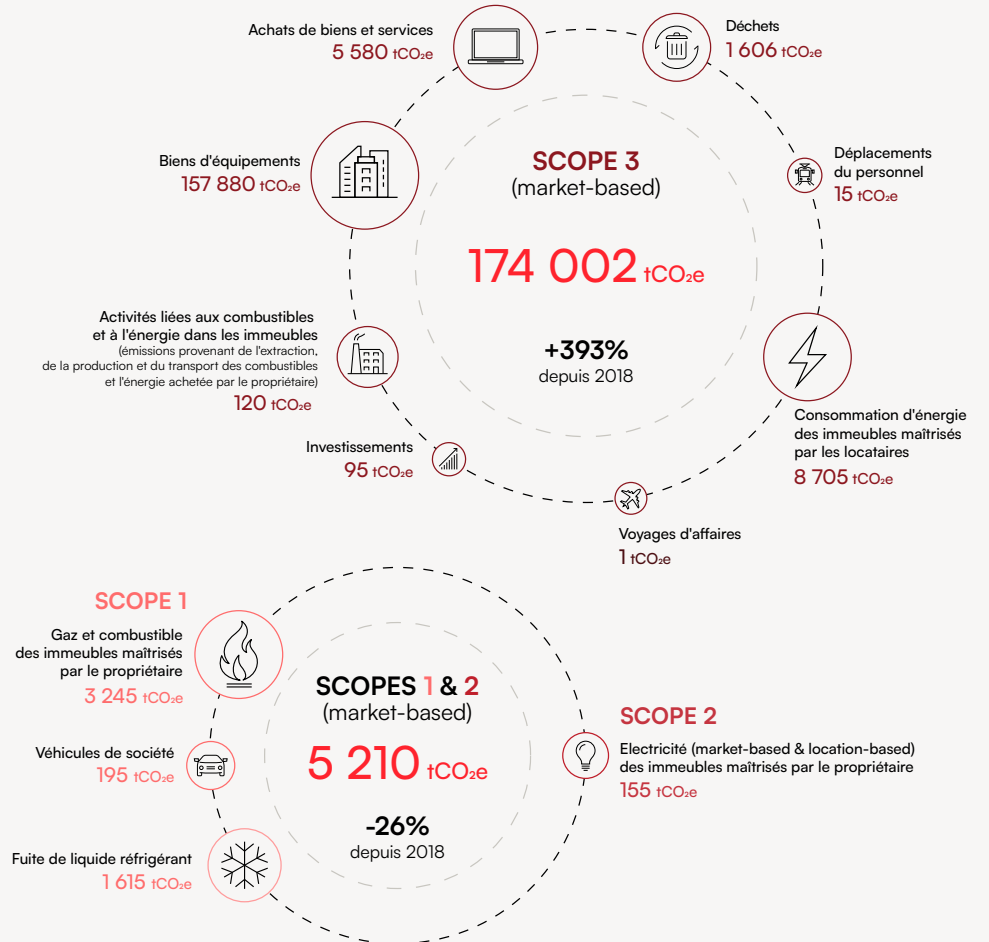 Achats de biens et services
5 580 tCO₂e
Déchets
1 606 tCO₂e
Biens d'équipements
157 880 tCO₂e
SCOPE 3
(market-based)
174 002 tCO₂e
+393%
depuis 2018
Déplacements
du personnel
15 tCO₂e
Activités liées aux combustibles
et à l'énergie dans les immeubles
(émissions provenant de l'extraction,
de la production et du transport des combustibles
et l'énergie achetée par le propriétaire)
120 tCO₂e
Consommation d'énergie
des immeubles maîtrisés
par les locataires
8 705 tCO₂e
Investissements
95 tCO₂e
Voyages d'affaires
1 tCO₂e
SCOPE 1
Gaz et combustible
des immeubles maîtrisés
par le propriétaire
3 245 tCO₂e
Véhicules de société
195 tCO₂e
Fuite de liquide réfrigérant
1 615 tCO₂e
SCOPES 1 & 2
(market-based)
5 210 tCO₂e
-26%
depuis 2018
SCOPE 2
Electricité (market-based & location-based)
des immeubles maîtrisés par le propriétaire
155 tCO₂e